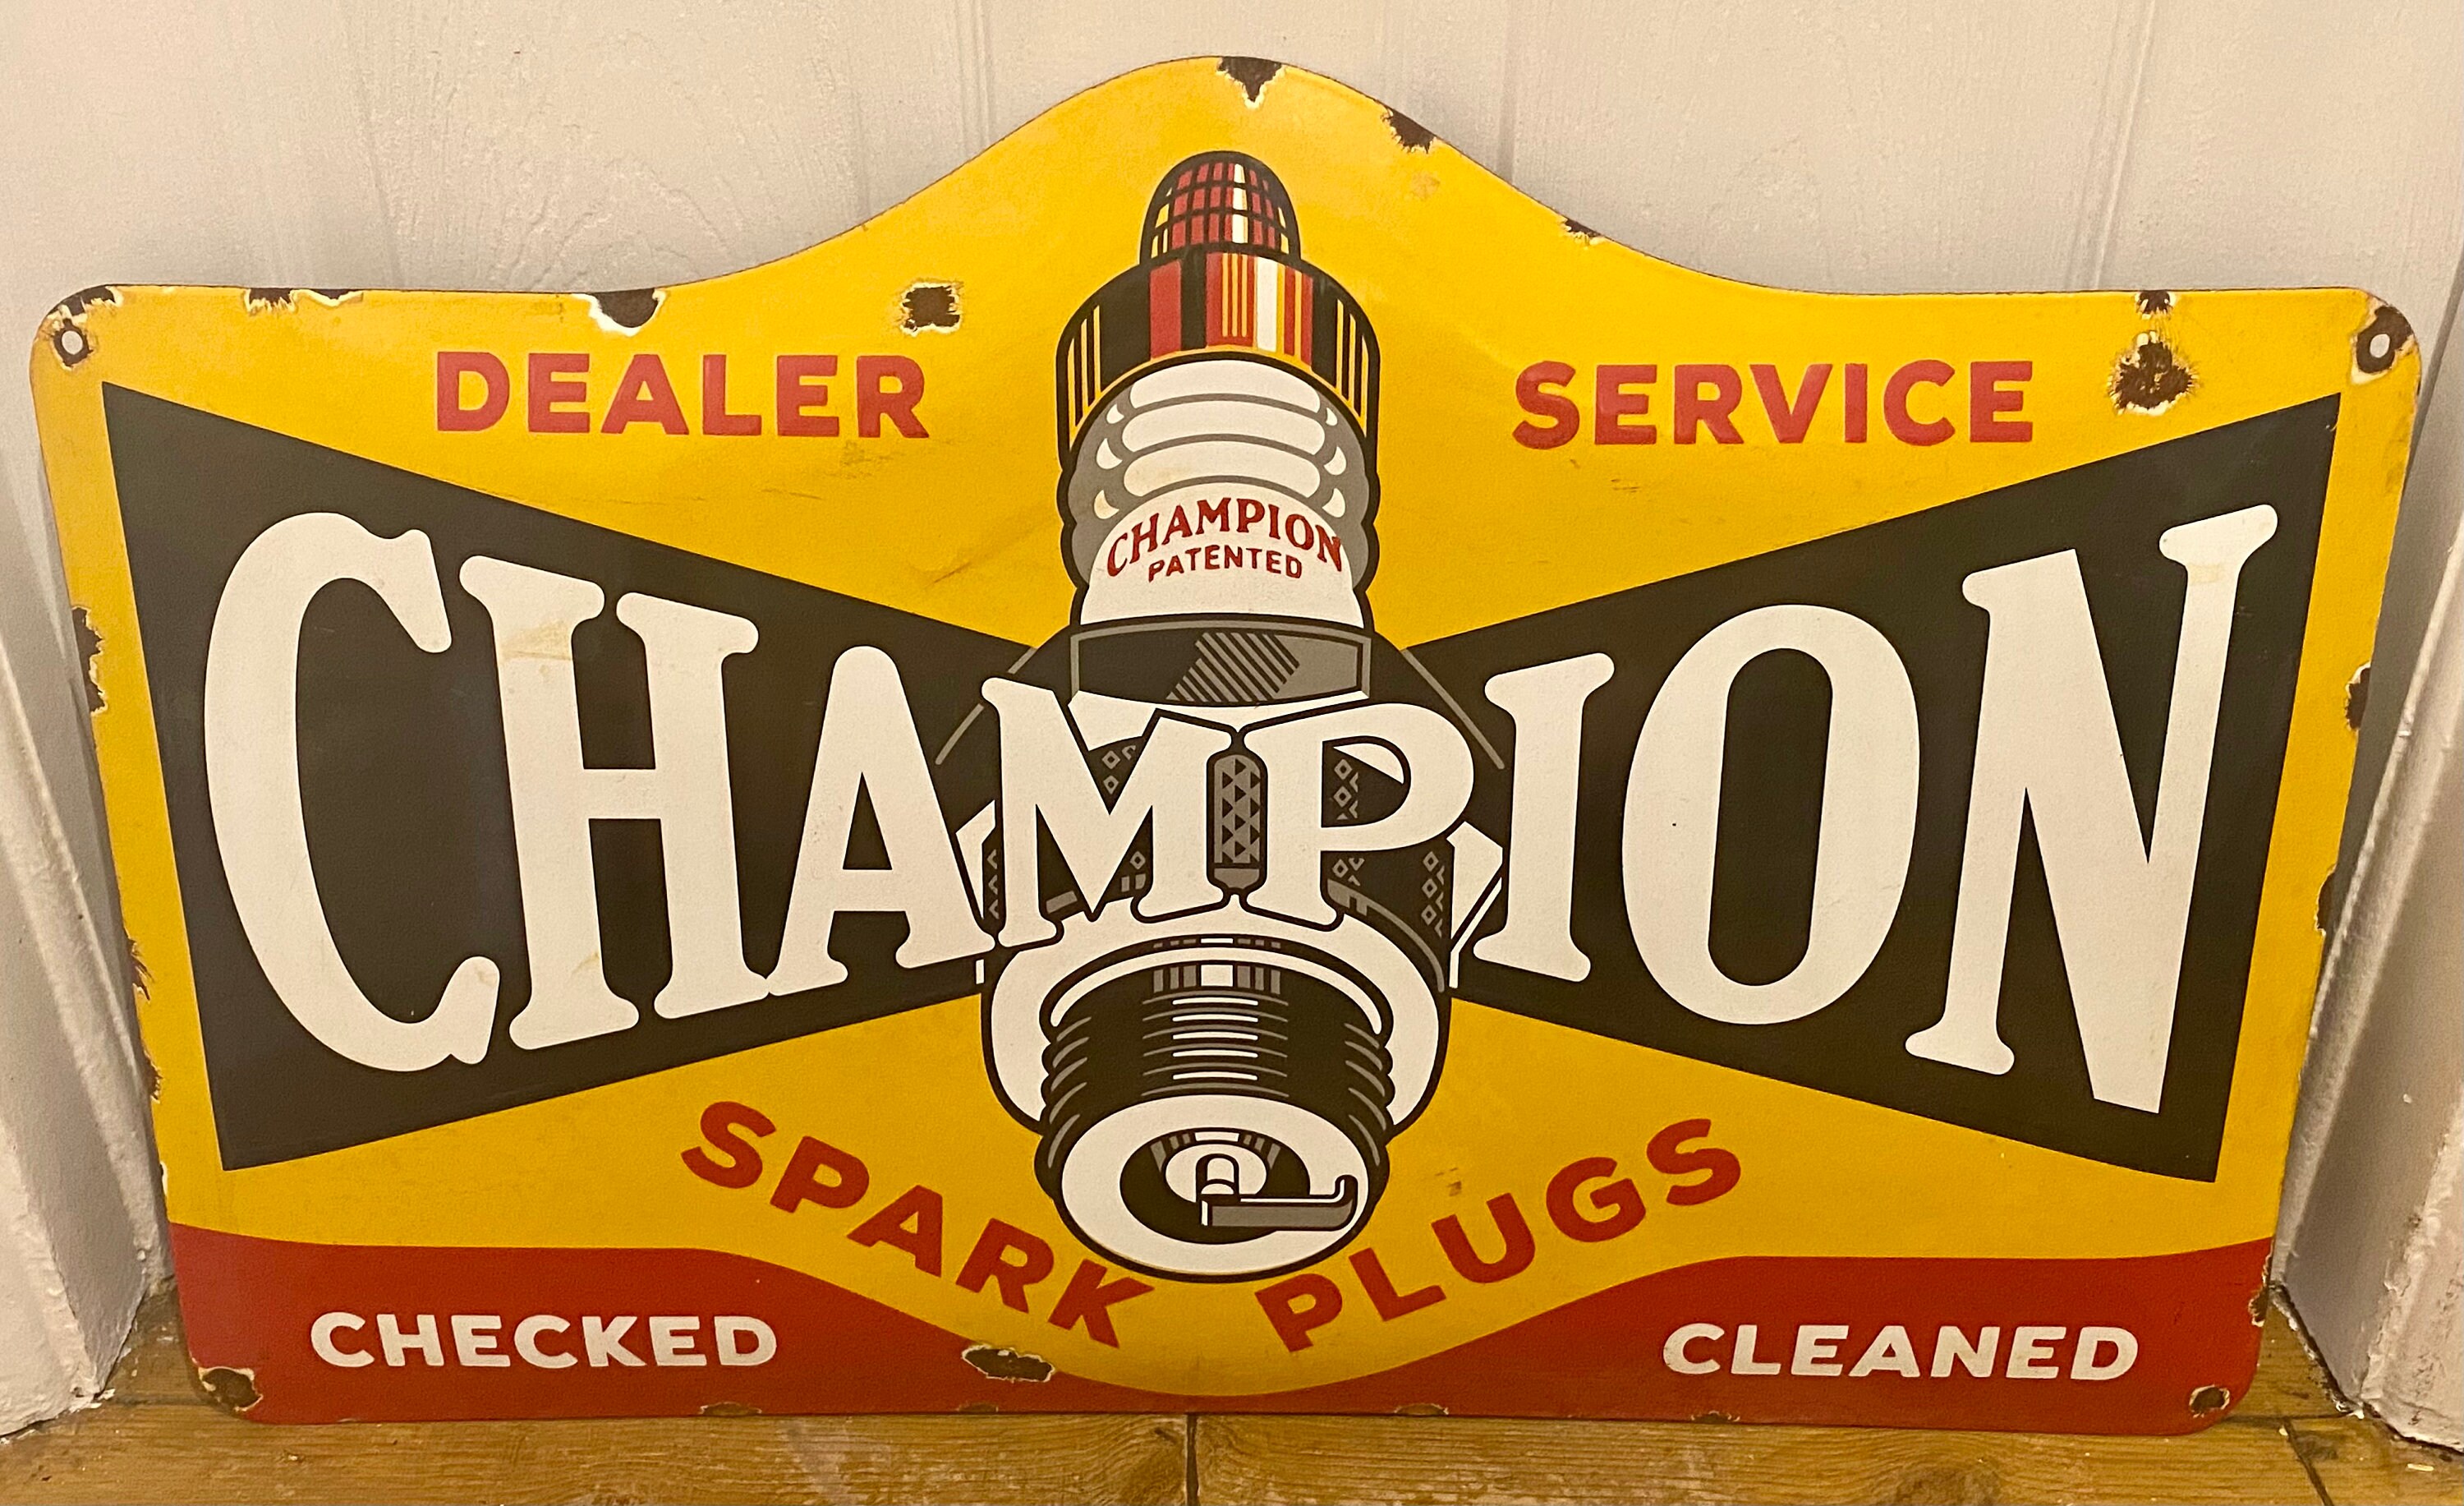 DEALER SERVICE
CHAMPION
PATENTED
CHAMPION
SPARK PLUGS
CHECKED CLEANED